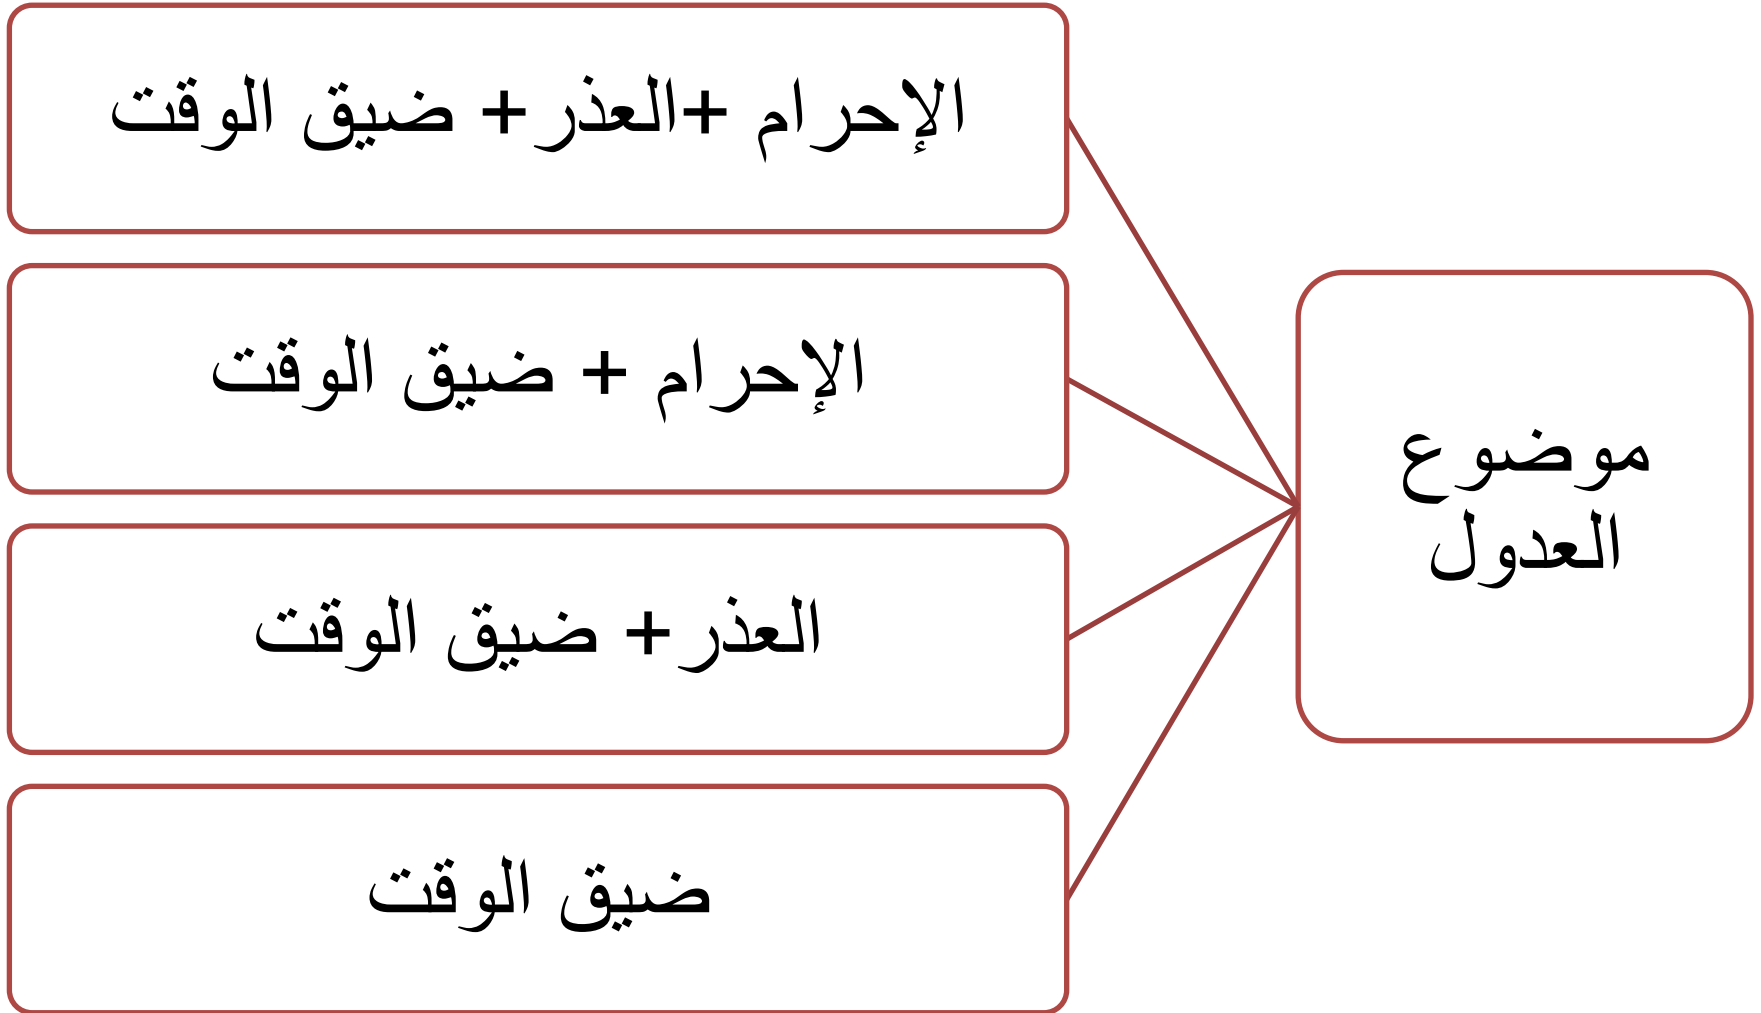 موضوع
العدول
الإحرام +العذر+ ضيق الوقت
الإحرام + ضيق الوقت
العذر+ ضيق الوقت
ضيق الوقت